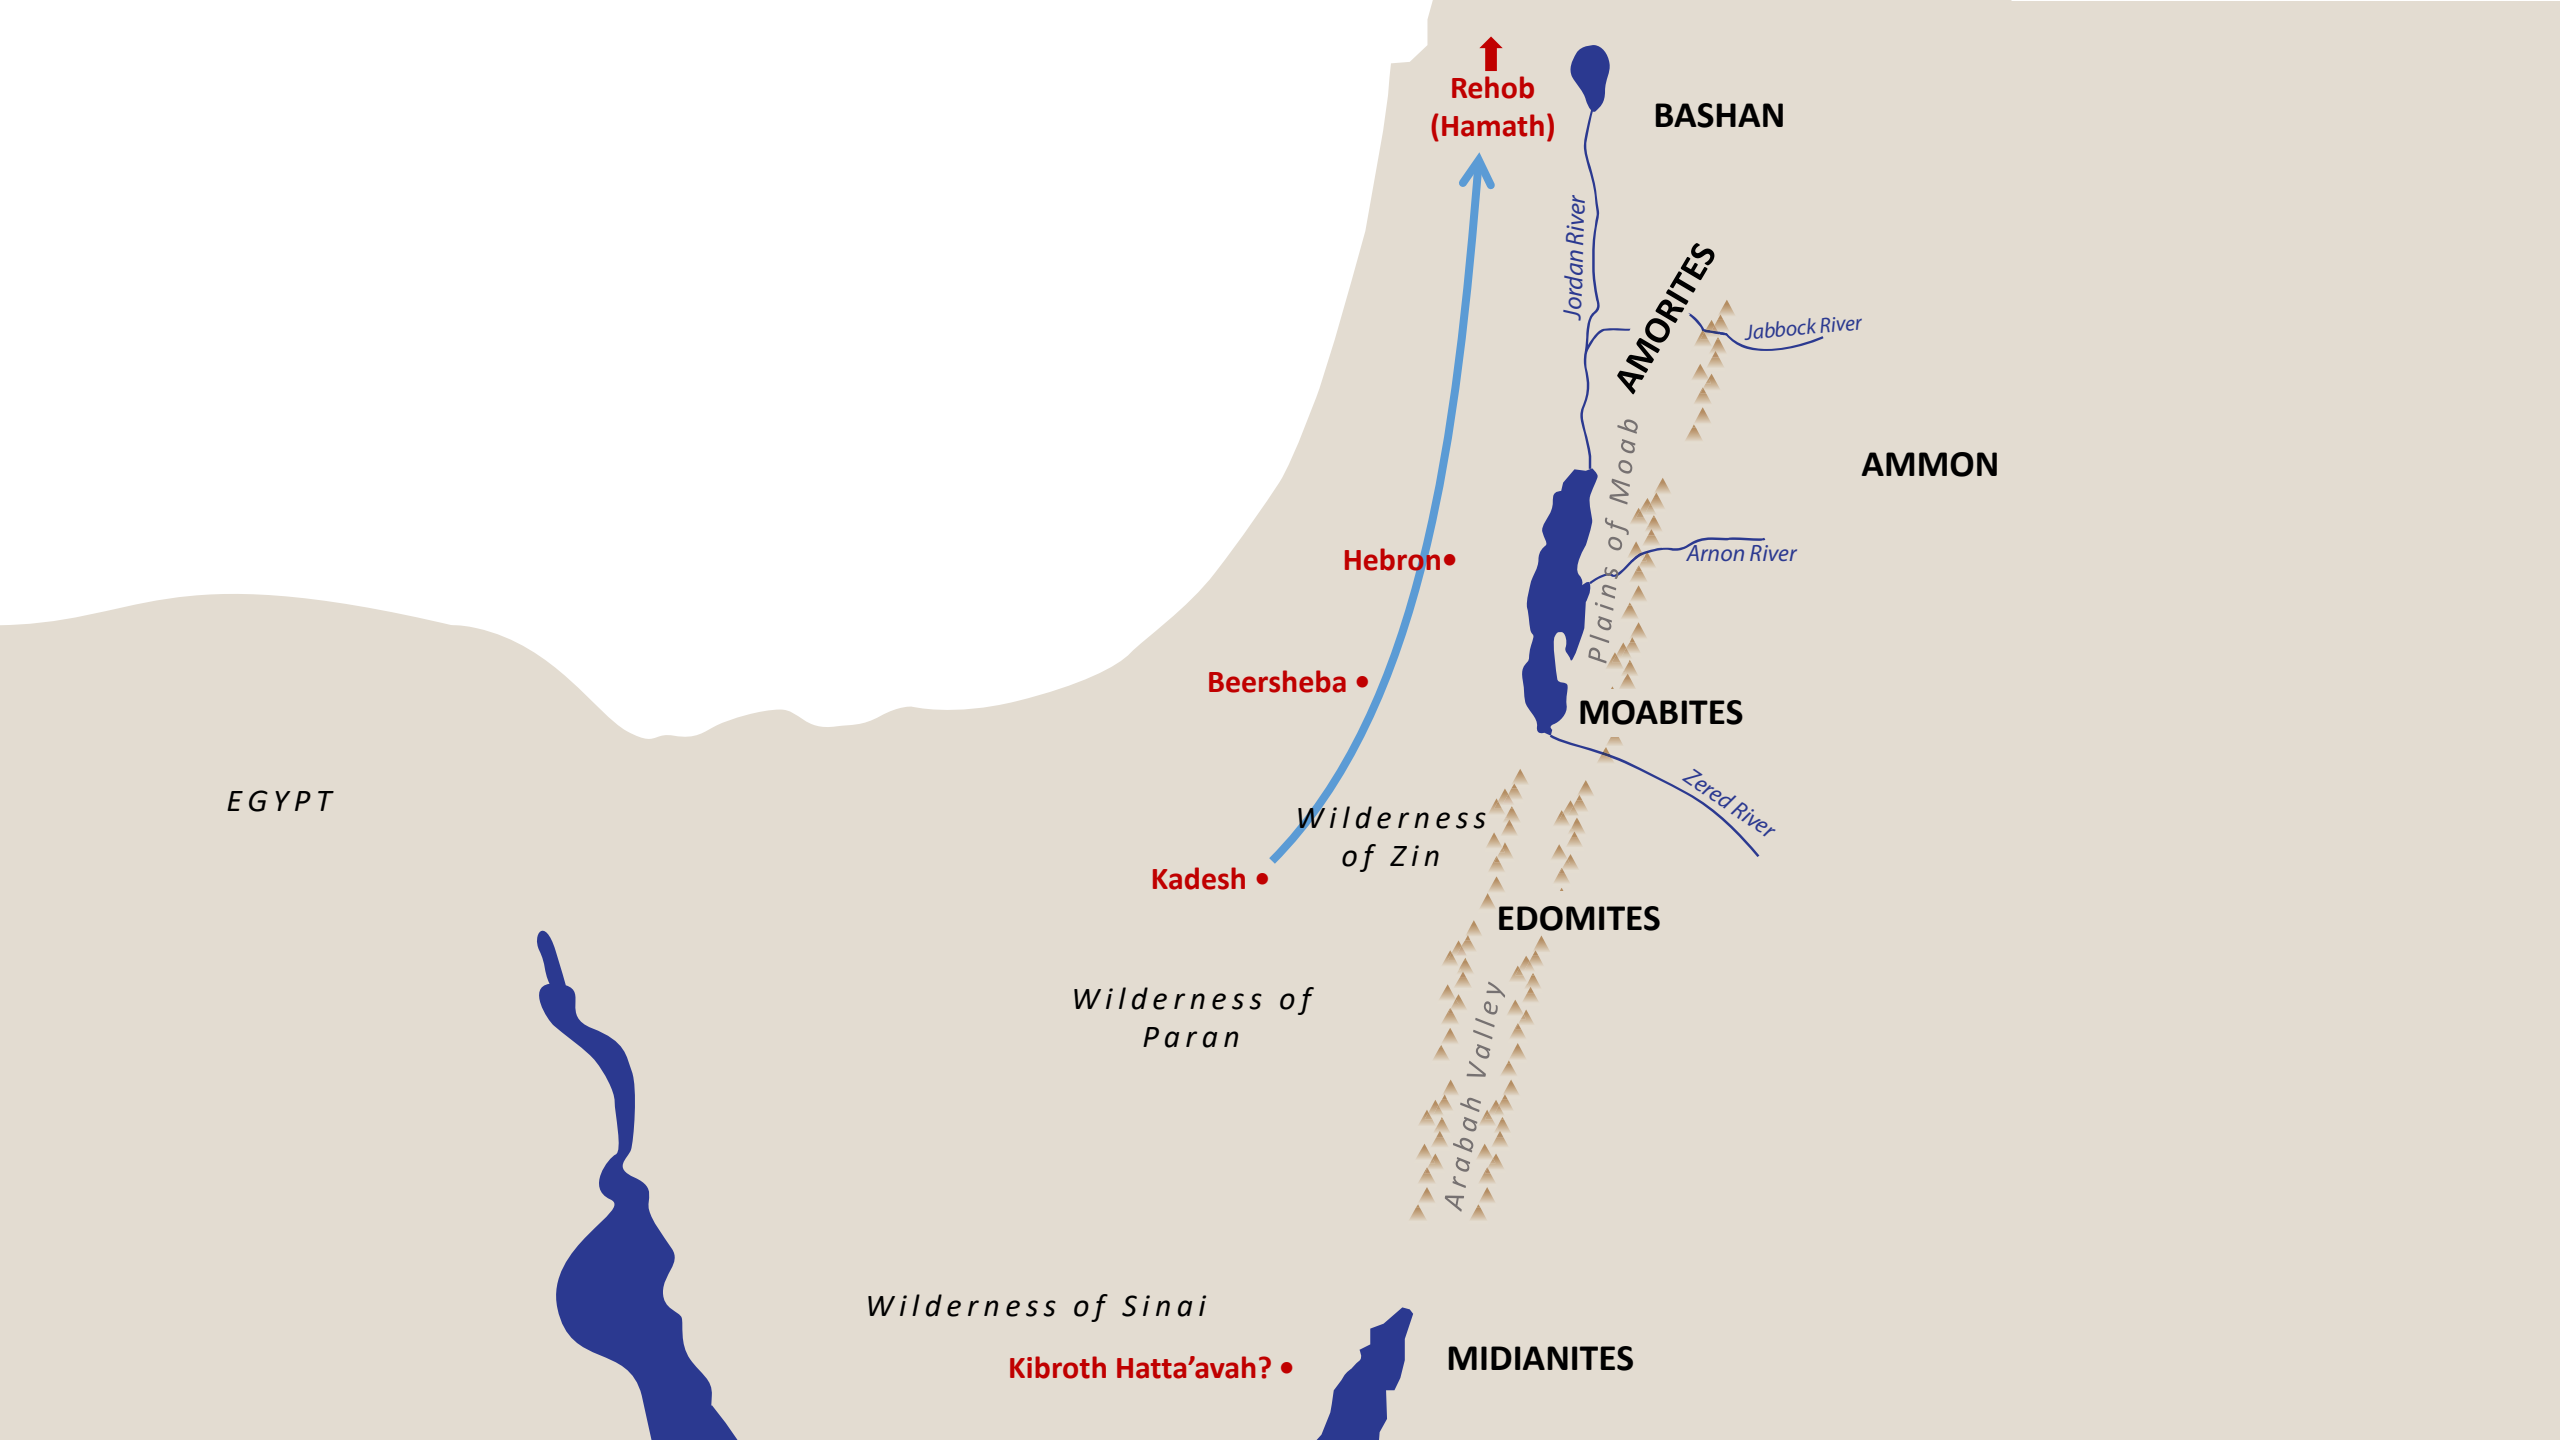 Rehob
(Hamath)
BASHAN
Jordan River
AMORITES
Jabbock River
Plains of Moab
AMMON
Hebron
Arnon River
Beersheba
MOABITES
EGYPT
Wilderness
of Zin
Zered River
Kadesh
EDOMITES
Wilderness of
Paran
Arabah Valley
Wilderness of Sinai
Kibroth Hatta’avah?
MIDIANITES